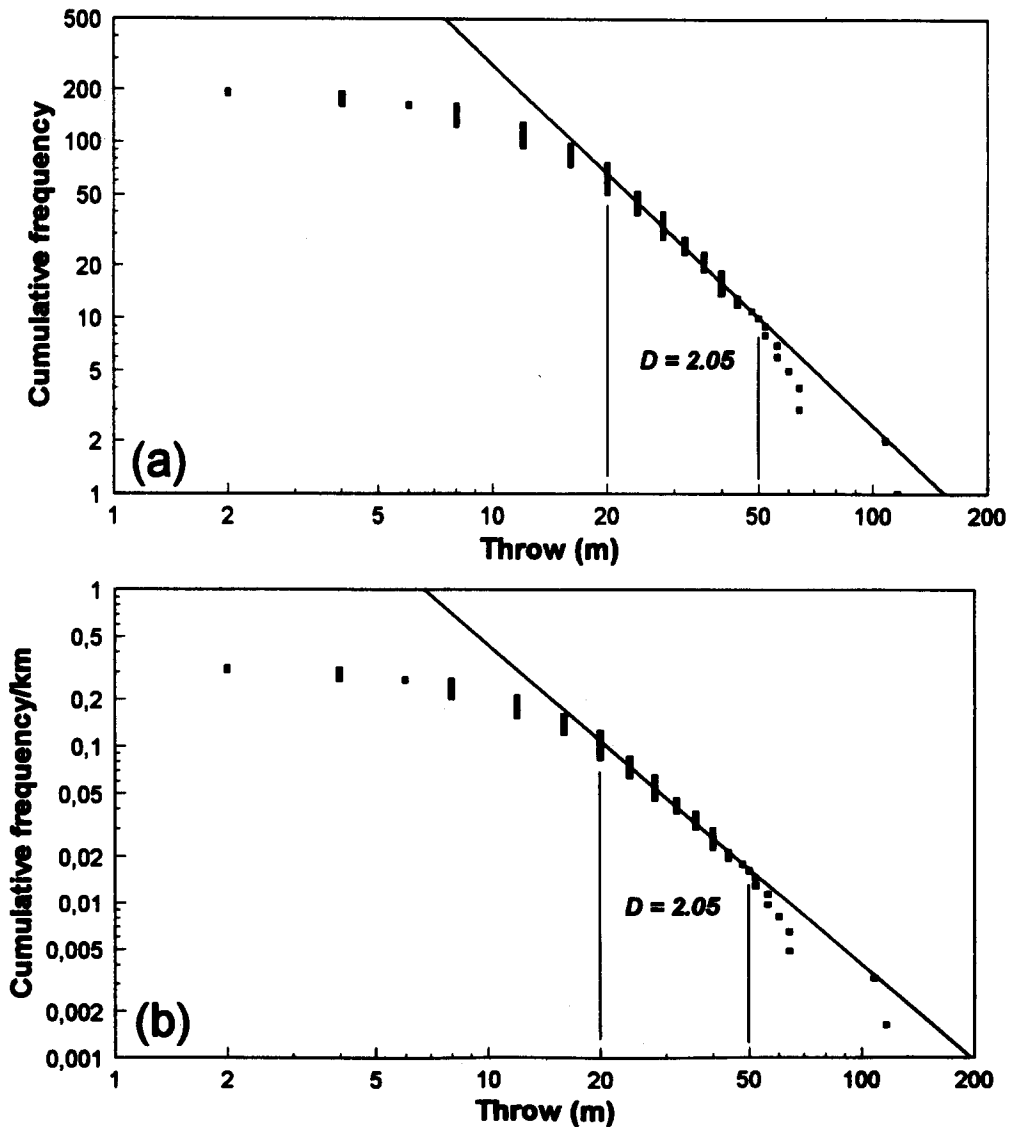 500
200
100
50
20
10
5
2
1
Cumulative frequency
D = 2.05
(a)
1 2 5 10 20 50 100 200
Throw (m)
1
0,5
0,2
0,1
0,05
0,02
0,01
0,005
0,002
0,001
Cumulative frequency/km
D = 2.05
(b)
1 2 5 10 20 50 100 200
Throw (m)